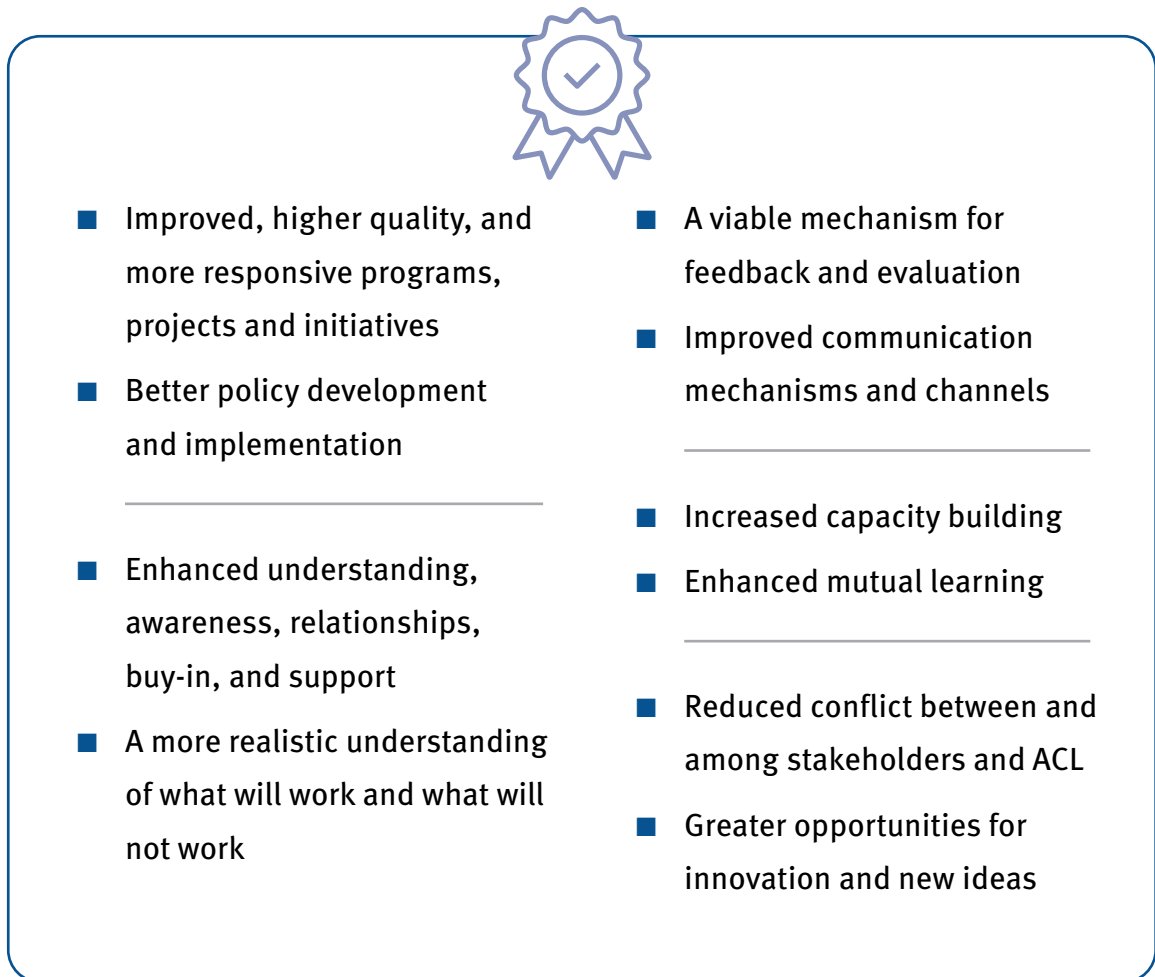 ■ Improved, higher quality, and
more responsive programs,
projects and initiatives
■ Better policy development
and implementation
■ Enhanced understanding,
awareness, relationships,
buy-in, and support
■ A more realistic understanding
of what will work and what will
not work
■ A viable mechanism for
feedback and evaluation
■ Improved communication
mechanisms and channels
■ Increased capacity building
■ Enhanced mutual learning
■ Reduced conflict between and
among stakeholders and ACL
■ Greater opportunities for
innovation and new ideas